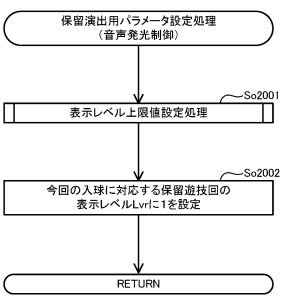 保留演出用パラメータ設定処理
(音声発光制御)
So2001
表示レベル上限値設定処理
So2002
今回の入球に対応する保留遊技回の
表示レベルLvrに1を設定
RETURN